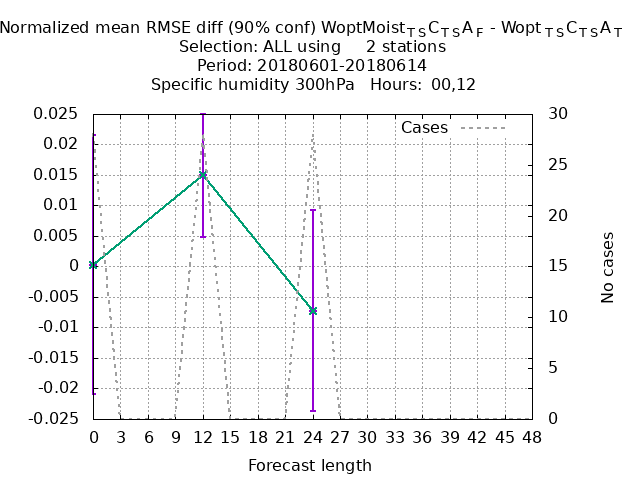 Normalized mean RMSE diff (90% conf) WoptMoist_TSC_TSA_F - Wopt_TSC_TSA_T
Selection: ALL using 2 stations
Period: 20180601-20180614
Specific humidity 300hPa Hours: 00,12
Cases
0.025
0.02
0.015
0.01
0.005
0
-0.005
-0.01
-0.015
-0.02
-0.025
30
25
20
15
10
5
0
No cases
0 3 6 9 12 15 18 21 24 27 30 33 36 39 42 45 48
Forecast length